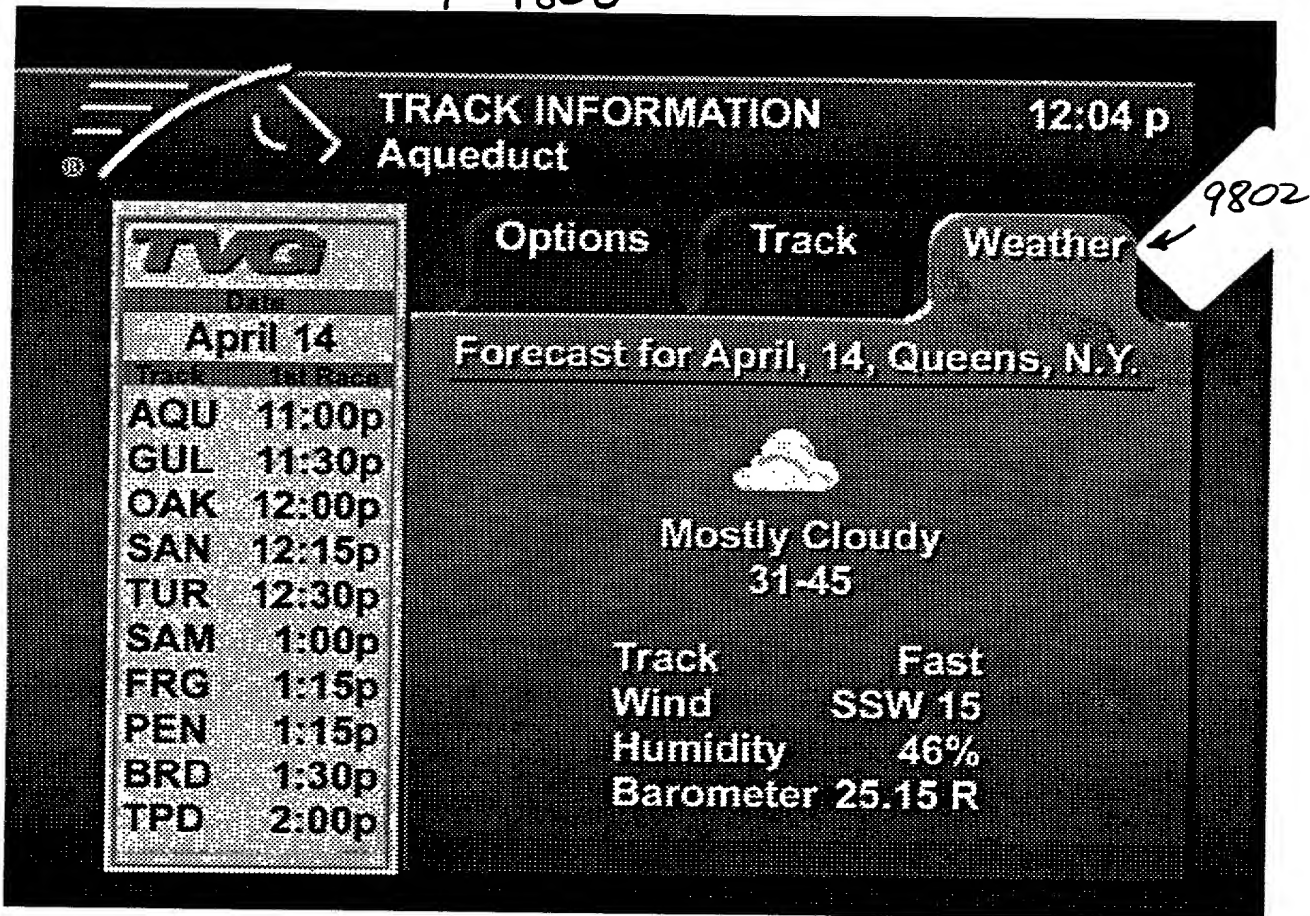 9800
TRACK INFORMATION
12:04 p
Aqueduct
®
9802
Options
Track
Weather
TVG
Date
April 14
Track 1st Race
AQU 11:00p
GUL 11:30p
OAK 12:00p
SAN 12:15p
TUR 12:30p
SAM 1:00p
FRG 1:15p
PEN 1:15p
BRD 1:30p
TPD 2:00p
Forecast for April, 14, Queens, N.Y.
Mostly Cloudy
31-45
Track Fast
Wind SSW 15
Humidity 46%
Barometer 25.15 R